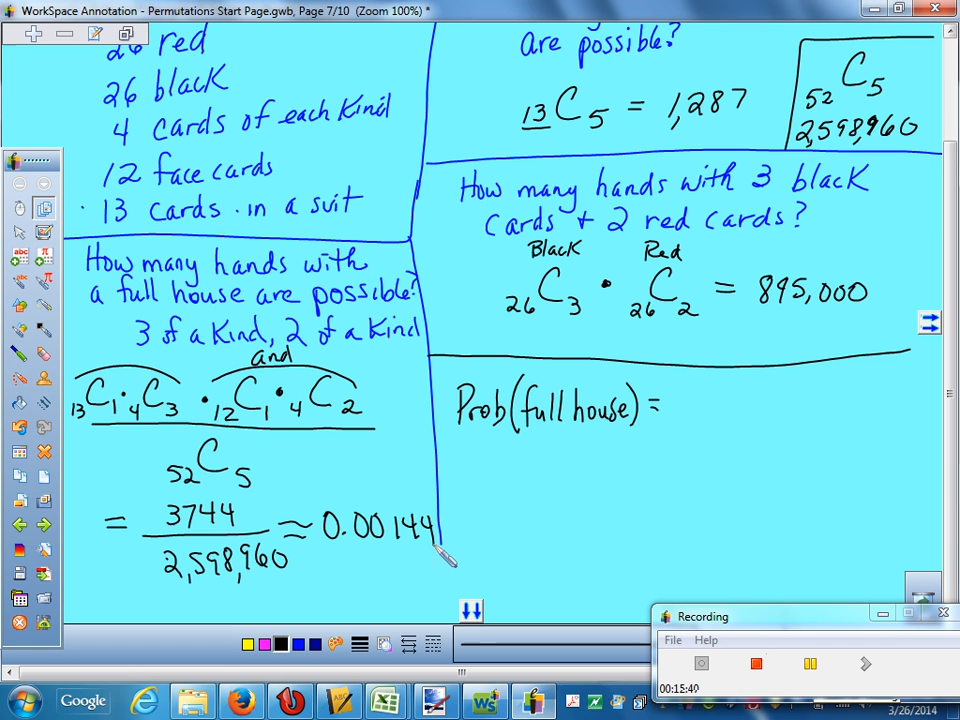 WorkSpace Annotation - Permutations Start Page.gwb, Page 7/10 (Zoom 100%) *
26 red
26 black
4 cards of each kind
12 face cards
13 cards in a suit
How many hands with
a full house are possible?
3 of a kind, 2 of a kind
and
13C1 · 4C3 · 12C1 · 4C2
52C5
= 3744 / 2,598,960 ≈ 0.00144
are possible?
13C5 = 1,287
52C5
2,598,960
How many hands with 3 black
cards + 2 red cards?
Black Red
26C3 · 26C2 = 895,000
Prob(full house) =
Recording
File Help
00:15:40
Google
3/26/2014